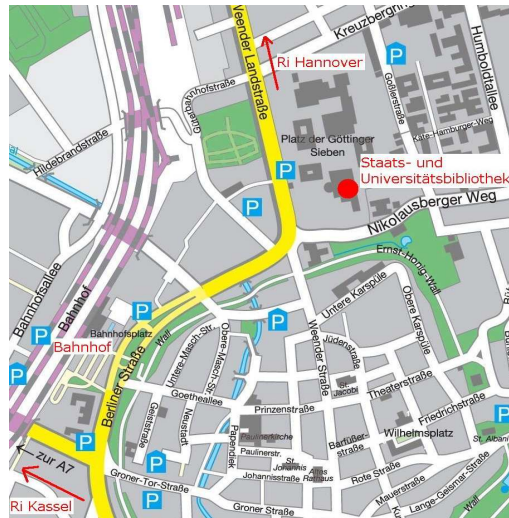 Weender Landstraße
Kreuzbergring
Ri Hannover
P
Humboldtallee
Goßlerstraße
Güterbahnhofstraße
Käte-Hamburger-Weg
Hildebrandstraße
Platz der Göttinger
Sieben
Staats- und
Universitätsbibliothek
P
P
Nikolausberger Weg
Bahnhofsallee
Ernst-Honig-Wall
Bahnhof
P
Untere Karspüle
Obere Karspüle
P
Bahnhofsplatz
Wall
P
Bahnhof
Untere-Masch-Str.
Obere-Masch-Str.
Weender Straße
Jüdenstraße
P
Berliner Straße
Goetheallee
St.
Jacobi
Theaterstraße
Prinzenstraße
Geiststraße
Neustadt
Friedrichstraße
Papendiek
Paulinerkirche
Barfüßer-
straße
Wilhelmsplatz
P
zur A7
Paulinerstr.
St. Albani
P
Groner-Tor-Str.
St.
Johannis
Altes
Rathaus
Rote Straße
Johannisstraße
Mauerstraße
Lange-Geismar-Straße
Wall
Ri Kassel
P
Groner Straße
P